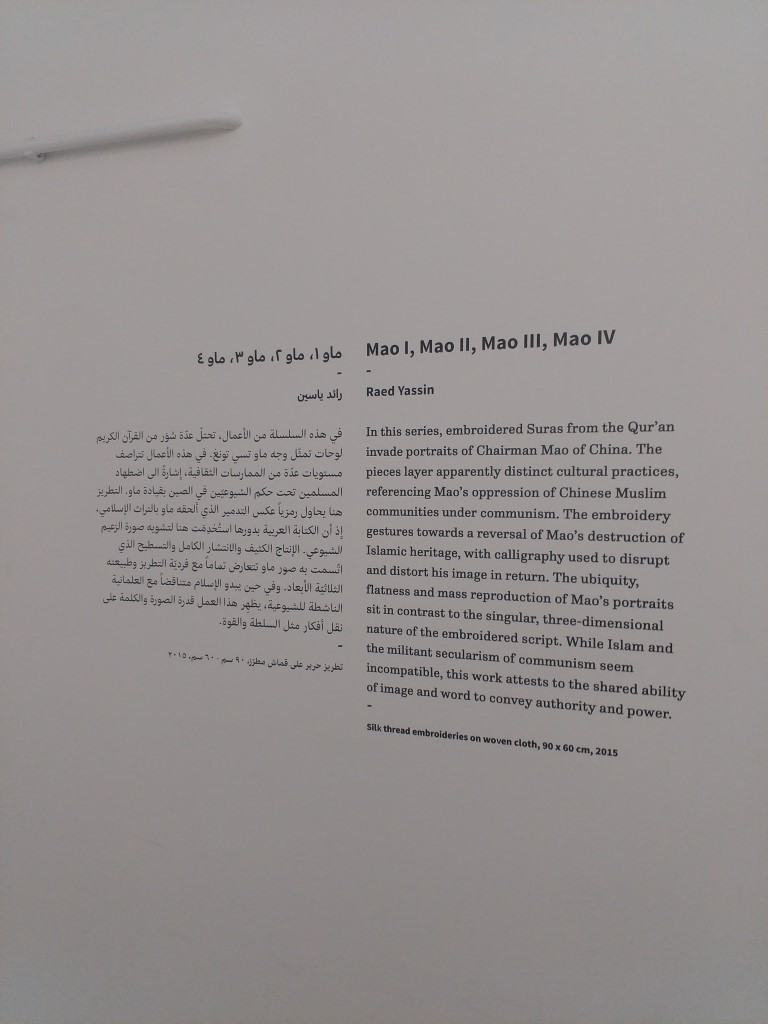 ماو ١، ماو ٢، ماو ٣، ماو ٤
-
رائد ياسين
في هذه السلسلة من الأعمال، تحتلّ عدّة سُوَر من القرآن الكريم
لوحات تمثّل وجه ماو تسي تونغ. في هذه الأعمال تتراصف
مستويات عدّة من الممارسات الثقافية، إشارةً الى اضطهاد
المسلمين تحت حكم الشيوعيّين في الصين بقيادة ماو. التطريز
هنا يحاول رمزياً عكس التدمير الذي ألحقه ماو بالتراث الإسلامي،
إذ أن الكتابة العربية بدورها استُخدِمَت هنا لتشويه صورة الزعيم
الشيوعي. الإنتاج الكثيف والانتشار الكامل والتسطيح الذي
اتّسمت به صور ماو تتعارض تماماً مع فرديّة التطريز وطبيعته
الثلاثيّة الأبعاد. وفي حين يبدو الإسلام متناقضاً مع العلمانية
الناشطة للشيوعية، يظهر هذا العمل قدرة الصورة والكلمة على
نقل أفكار مثل السلطة والقوة.
-
تطريز حرير على قماش مطرّز، ٩٠ سم · ٦٠ سم، ٢٠١٥
Mao I, Mao II, Mao III, Mao IV
-
Raed Yassin
In this series, embroidered Suras from the Qur'an
invade portraits of Chairman Mao of China. The
pieces layer apparently distinct cultural practices,
referencing Mao's oppression of Chinese Muslim
communities under communism. The embroidery
gestures towards a reversal of Mao's destruction of
Islamic heritage, with calligraphy used to disrupt
and distort his image in return. The ubiquity,
flatness and mass reproduction of Mao's portraits
sit in contrast to the singular, three-dimensional
nature of the embroidered script. While Islam and
the militant secularism of communism seem
incompatible, this work attests to the shared ability
of image and word to convey authority and power.
-
Silk thread embroideries on woven cloth, 90 x 60 cm, 2015